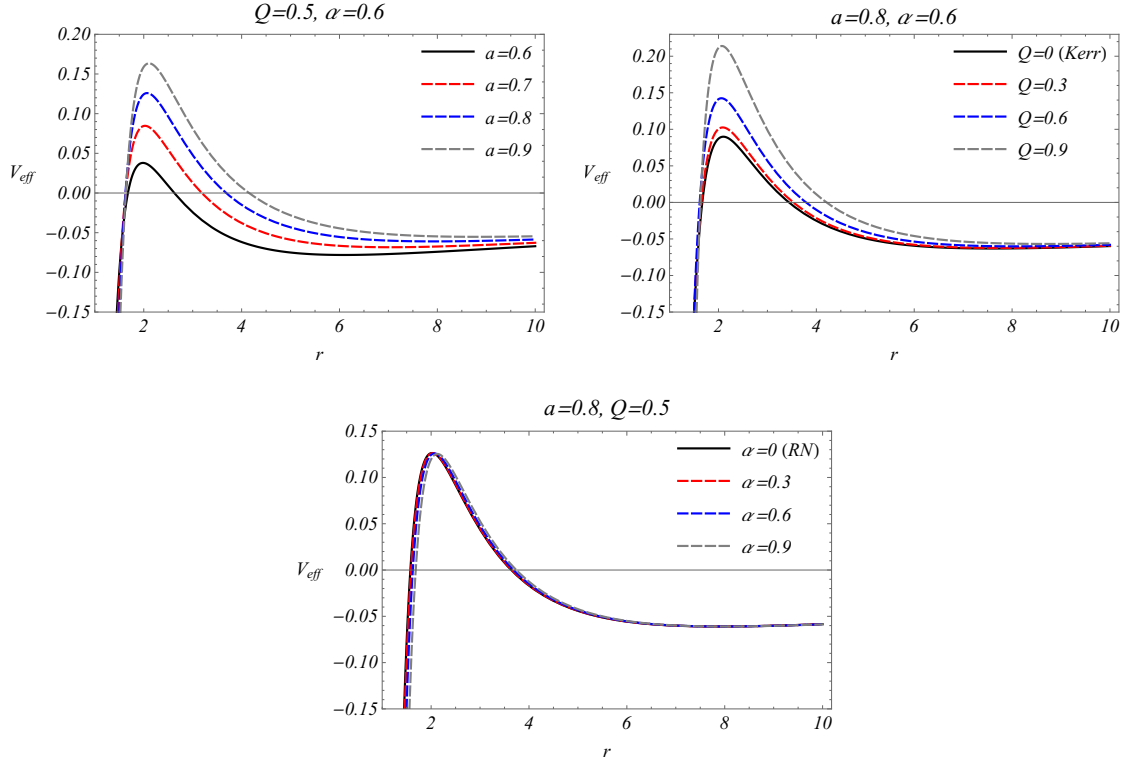 Q=0.5, α=0.6
0.20
0.15
0.10
0.05
0.00
−0.05
−0.10
−0.15
V_eff
2 4 6 8 10
r
a=0.6
a=0.7
a=0.8
a=0.9
a=0.8, α=0.6
0.20
0.15
0.10
0.05
0.00
−0.05
−0.10
−0.15
V_eff
2 4 6 8 10
r
Q=0 (Kerr)
Q=0.3
Q=0.6
Q=0.9
a=0.8, Q=0.5
0.15
0.10
0.05
0.00
−0.05
−0.10
−0.15
V_eff
2 4 6 8 10
r
α=0 (RN)
α=0.3
α=0.6
α=0.9